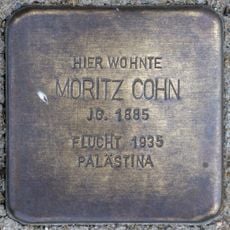 HIER WOHNTE
MORITZ COHN
JG. 1885
FLUCHT 1935
PALÄSTINA